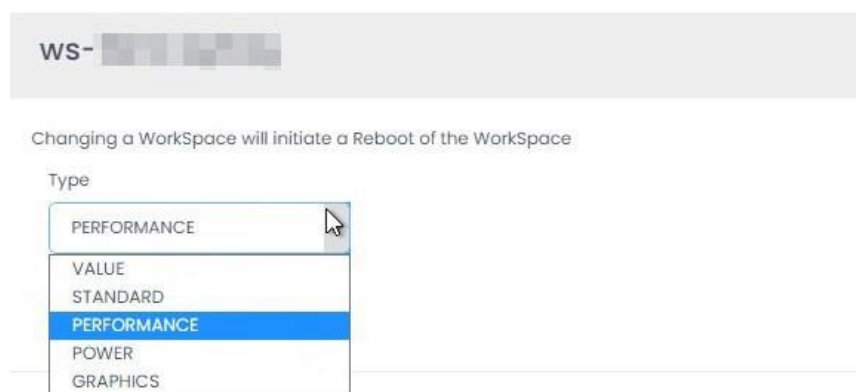 ws-
Changing a WorkSpace will initiate a Reboot of the WorkSpace
Type
PERFORMANCE
VALUE
STANDARD
PERFORMANCE
POWER
GRAPHICS